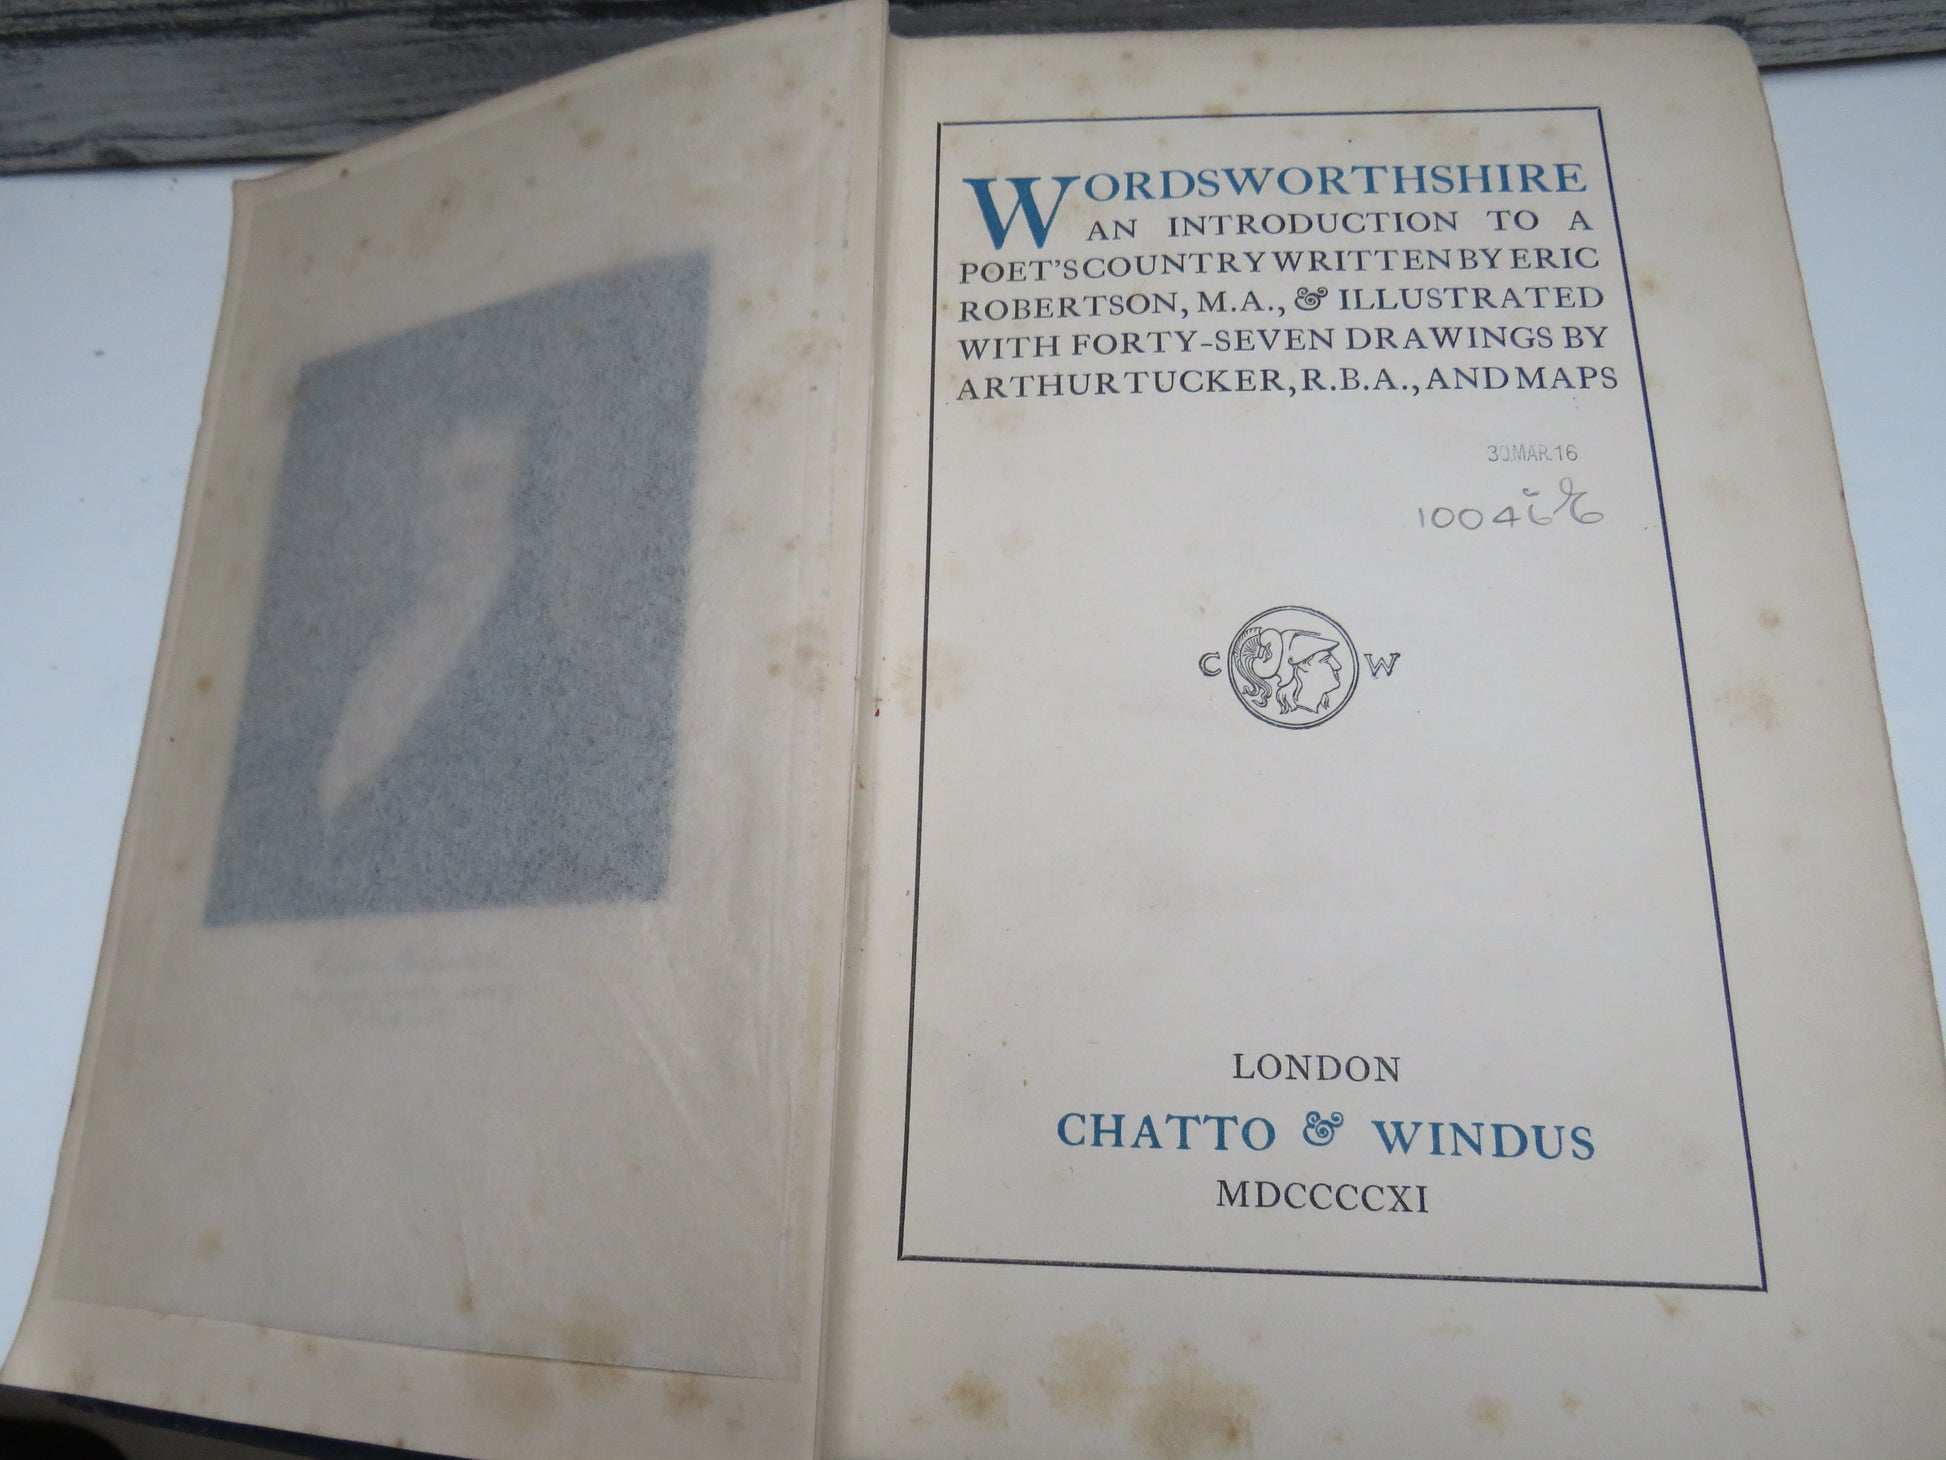 WORDSWORTHSHIRE
AN INTRODUCTION TO A
POET'S COUNTRY WRITTEN BY ERIC
ROBERTSON, M.A., & ILLUSTRATED
WITH FORTY-SEVEN DRAWINGS BY
ARTHUR TUCKER, R.B.A., AND MAPS
30.MAR.16
C W
LONDON
CHATTO & WINDUS
MDCCCCXI